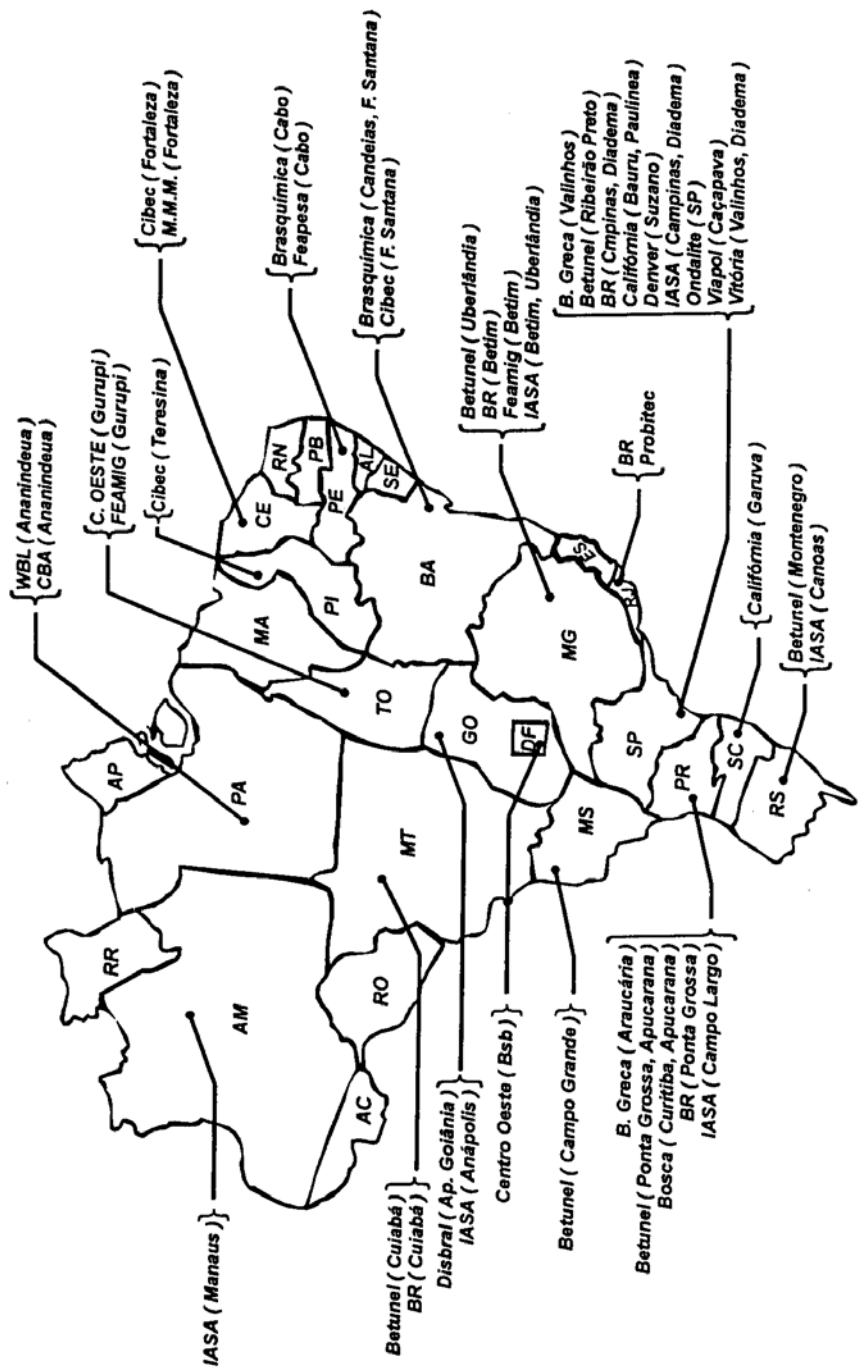 WBL ( Ananindeua)
CBA ( Ananindeua)
C. OESTE ( Gurupi )
FEAMIG ( Gurupi )
Cibec ( Teresina )
Cibec ( Fortaleza )
M.M.M. ( Fortaleza )
Brasquímica ( Cabo )
Feapesa ( Cabo )
Brasquímica ( Candeias, F. Santana )
Cibec ( F. Santana )
Betunel ( Uberlândia )
BR ( Betim )
Feamig ( Betim )
IASA ( Betim, Uberlândia )
B. Greca ( Valinhos )
Betunel ( Ribeirão Preto )
BR ( Cmpinas, Diadema )
Califórnia ( Bauru, Paulínea )
Denver ( Suzano )
IASA ( Campinas, Diadema )
Ondalite ( SP )
Viapol ( Caçapava )
Vitória ( Valinhos, Diadema )
BR
Probitec
Califórnia ( Garuva )
Betunel ( Montenegro )
IASA ( Canoas )
RR
AP
AM
PA
MA
CE
RN
PB
PE
AL
SE
PI
TO
BA
AC
RO
MT
GO
DF
MG
ES
RJ
MS
SP
PR
SC
RS
IASA ( Manaus )
Betunel ( Cuiabá )
BR ( Cuiabá )
Disbral ( Ap. Goiânia )
IASA ( Anápolis )
Centro Oeste ( Bsb )
Betunel ( Campo Grande )
B. Greca ( Araucária )
Betunel ( Ponta Grossa, Apucarana )
Bosca ( Curitiba, Apucarana )
BR ( Ponta Grossa )
IASA ( Campo Largo )